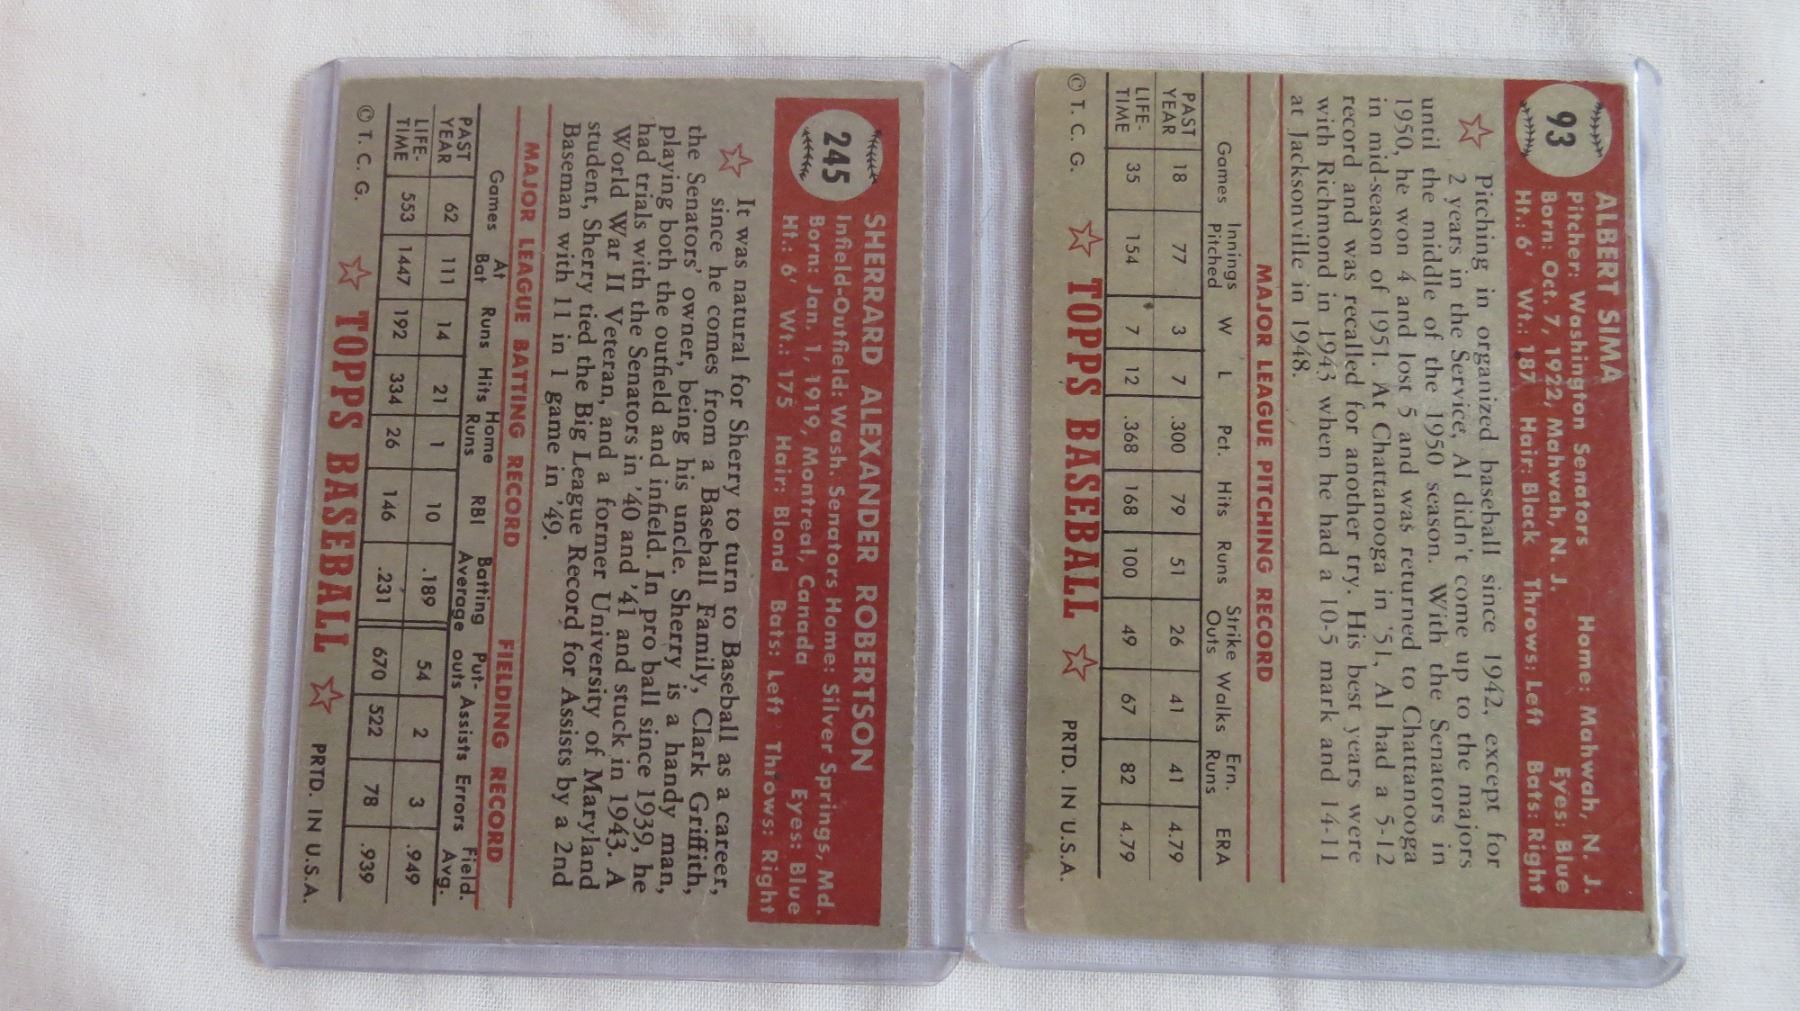 93
ALBERT SIMA
Pitcher: Washington Senators Home: Mahwah, N. J.
Born: Oct. 7, 1922, Mahwah, N. J. Eyes: Blue
Ht.: 6' Wt.: 187 Hair: Black Throws: Left Bats: Right
Pitching in organized baseball since 1942, except for
2 years in the Service, Al didn't come up to the majors
until the middle of the 1950 season. With the Senators in
1950, he won 4 and lost 5 and was returned to Chattanooga
in mid-season of 1951. At Chattanooga in '51, Al had a 5-12
record and was recalled for another try. His best years were
with Richmond in 1943 when he had a 10-5 mark and 14-11
at Jacksonville in 1948.
MAJOR LEAGUE PITCHING RECORD
Games Innings Pitched W L Pct. Hits Runs Strike Outs Walks Ern. Runs ERA
PAST YEAR 18 77 3 7 .300 79 51 26 41 41 4.79
LIFE-TIME 35 154 7 12 .368 168 100 49 67 82 4.79
© T. C. G. TOPPS BASEBALL PRTD. IN U.S.A.
245
SHERRARD ALEXANDER ROBERTSON
Infield-Outfield: Wash. Senators Home: Silver Springs, Md.
Born: Jan. 1, 1919, Montreal, Canada Eyes: Blue
Ht.: 6' Wt.: 175 Hair: Blond Bats: Left Throws: Right
It was natural for Sherry to turn to Baseball as a career,
since he comes from a Baseball Family, Clark Griffith,
the Senators' owner, being his uncle. Sherry is a handy man,
playing both the outfield and infield. In pro ball since 1939, he
had trials with the Senators in '40 and '41 and stuck in 1943. A
World War II Veteran, and a former University of Maryland
student, Sherry tied the Big League Record for Assists by a 2nd
Baseman with 11 in 1 game in '49.
MAJOR LEAGUE BATTING RECORD FIELDING RECORD
Games At Bat Runs Hits Home Runs RBI Batting Average Put-outs Assists Errors Field. Avg.
PAST YEAR 62 111 14 21 1 10 .189 54 2 3 .949
LIFE-TIME 553 1447 192 334 26 146 .231 670 522 78 .939
© T. C. G. TOPPS BASEBALL PRTD. IN U.S.A.